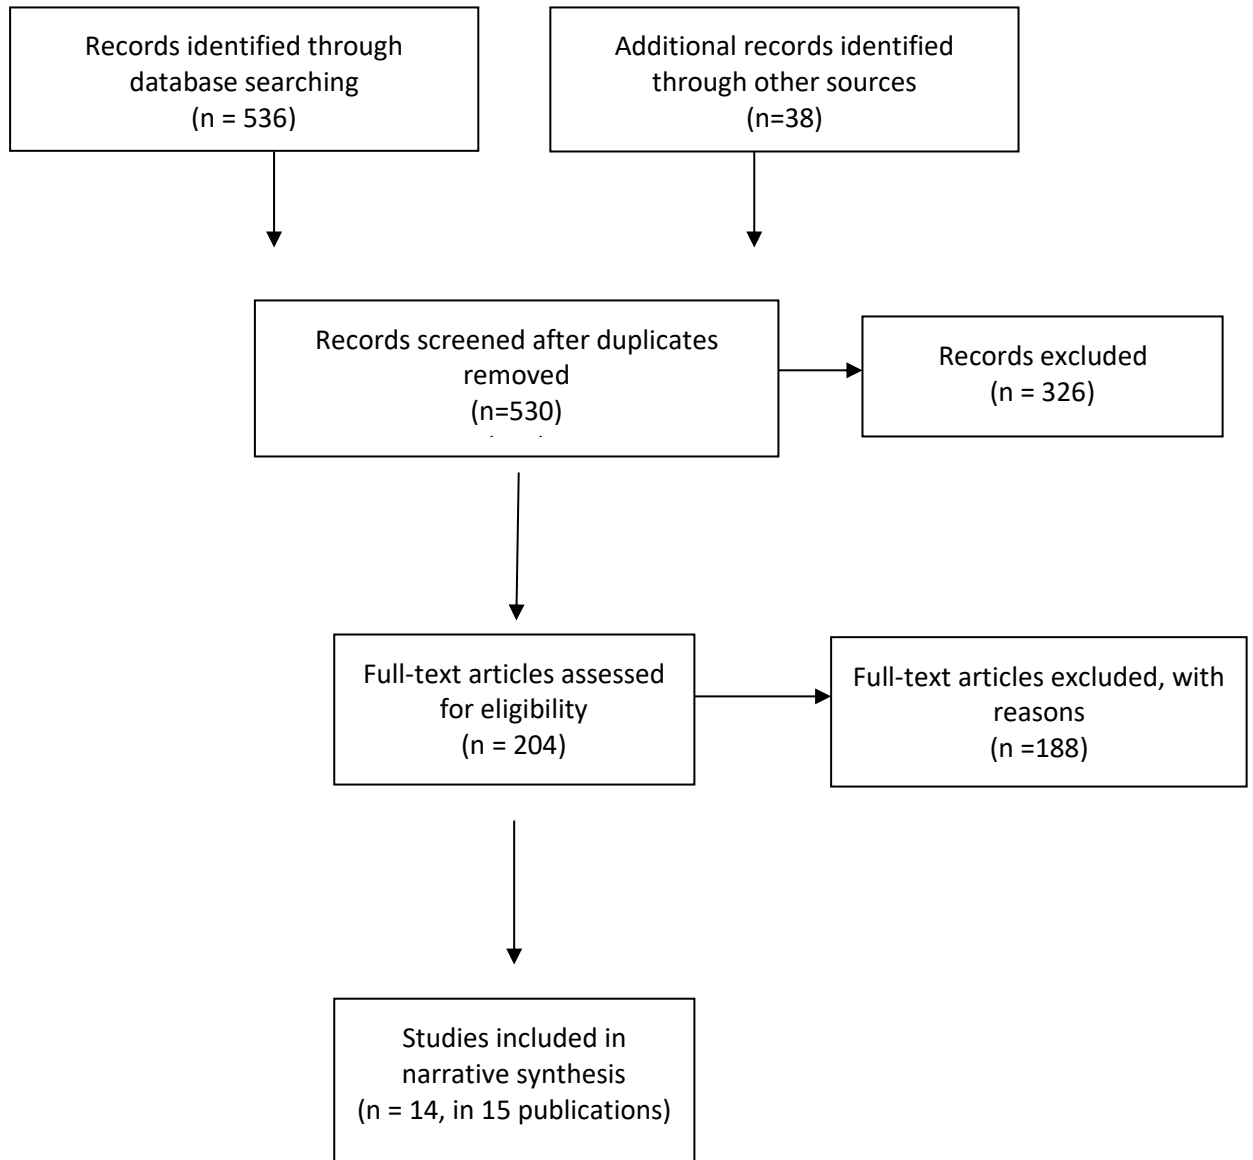 Records identified through
database searching
(n = 536)
Additional records identified
through other sources
(n=38)
Records screened after duplicates
removed
(n=530)
Records excluded
(n = 326)
Full-text articles assessed
for eligibility
(n = 204)
Full-text articles excluded, with
reasons
(n =188)
Studies included in
narrative synthesis
(n = 14, in 15 publications)